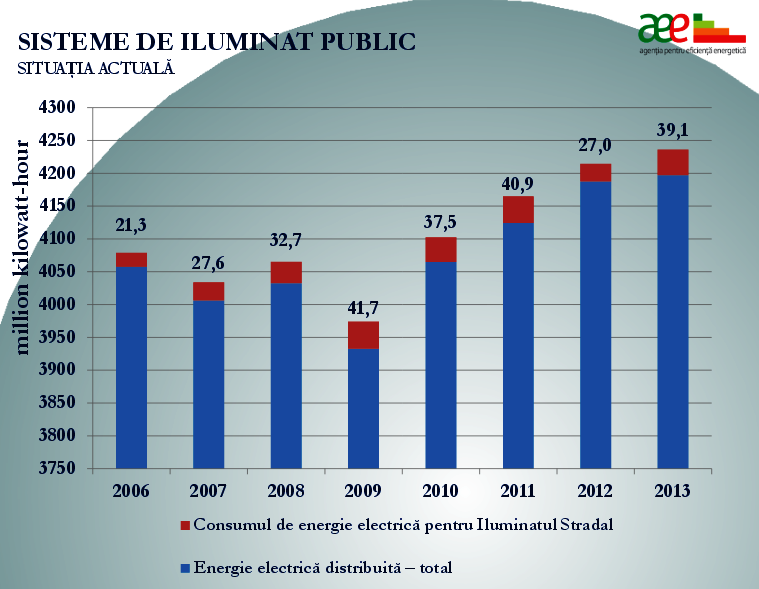 SISTEME DE ILUMINAT PUBLIC
SITUAȚIA ACTUALĂ
aee
agenția pentru eficiență energetică
million kilowatt-hour
4300
4250
4200
4150
4100
4050
4000
3950
3900
3850
3800
3750
21,3
27,6
32,7
41,7
37,5
40,9
27,0
39,1
2006 2007 2008 2009 2010 2011 2012 2013
Consumul de energie electrică pentru Iluminatul Stradal
Energie electrică distribuită – total